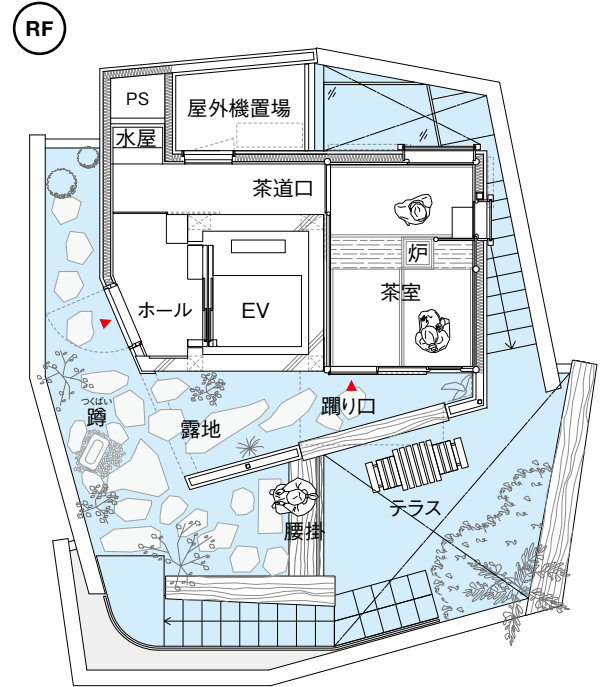 RF
PS
屋外機置場
水屋
茶道口
炉
茶室
ホール
EV
つくばい
蹲
露地
躙り口
テラス
腰掛